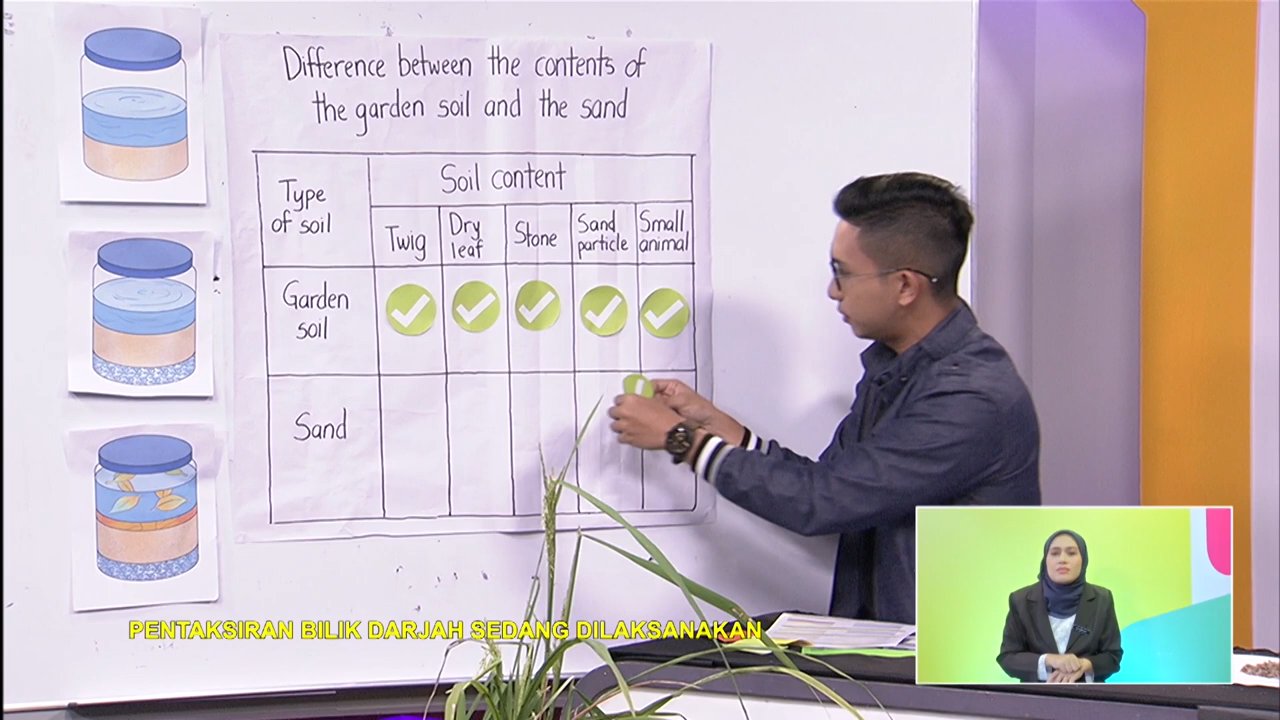 Difference between the contents of
the garden soil and the sand
Type
of soil
Soil content
Twig
Dry
leaf
Stone
Sand
particle
Small
animal
Garden
soil
Sand
PENTAKSIRAN BILIK DARJAH SEDANG DILAKSANAKAN